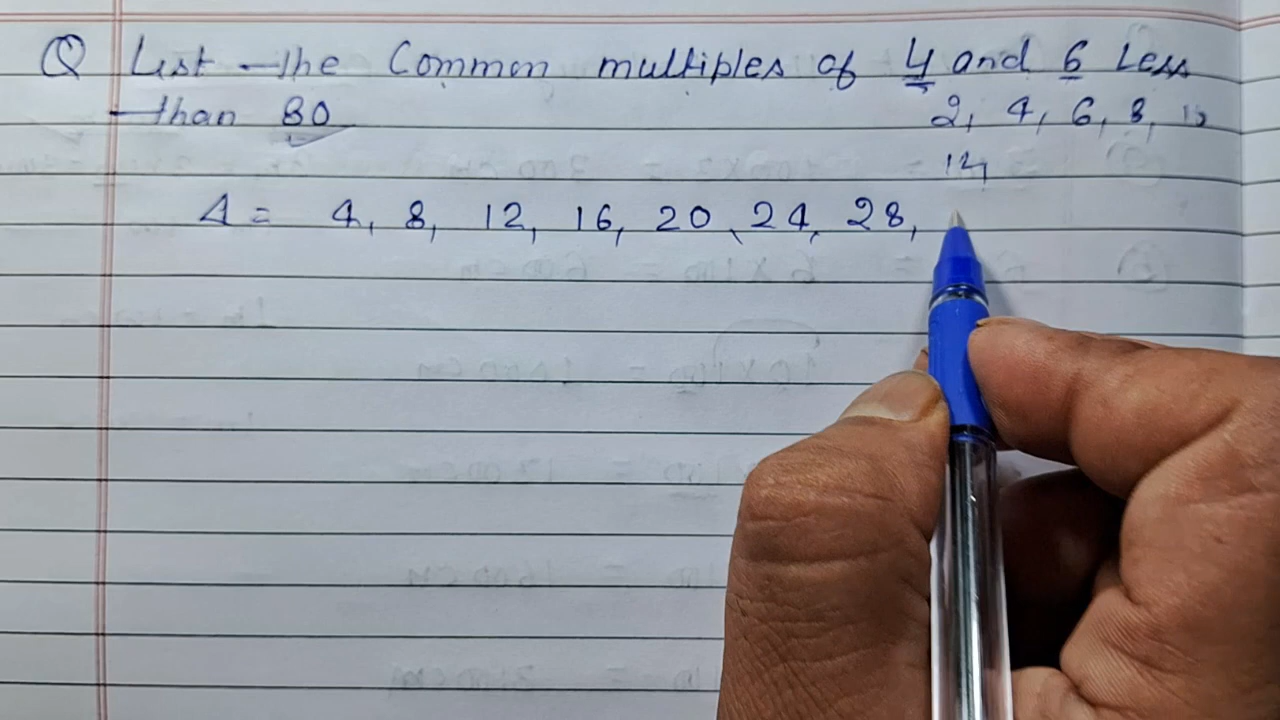 Q List the Common multiples of 4 and 6 Less
than 80
2, 4, 6, 8, 10
12,
4 = 4, 8, 12, 16, 20, 24, 28,